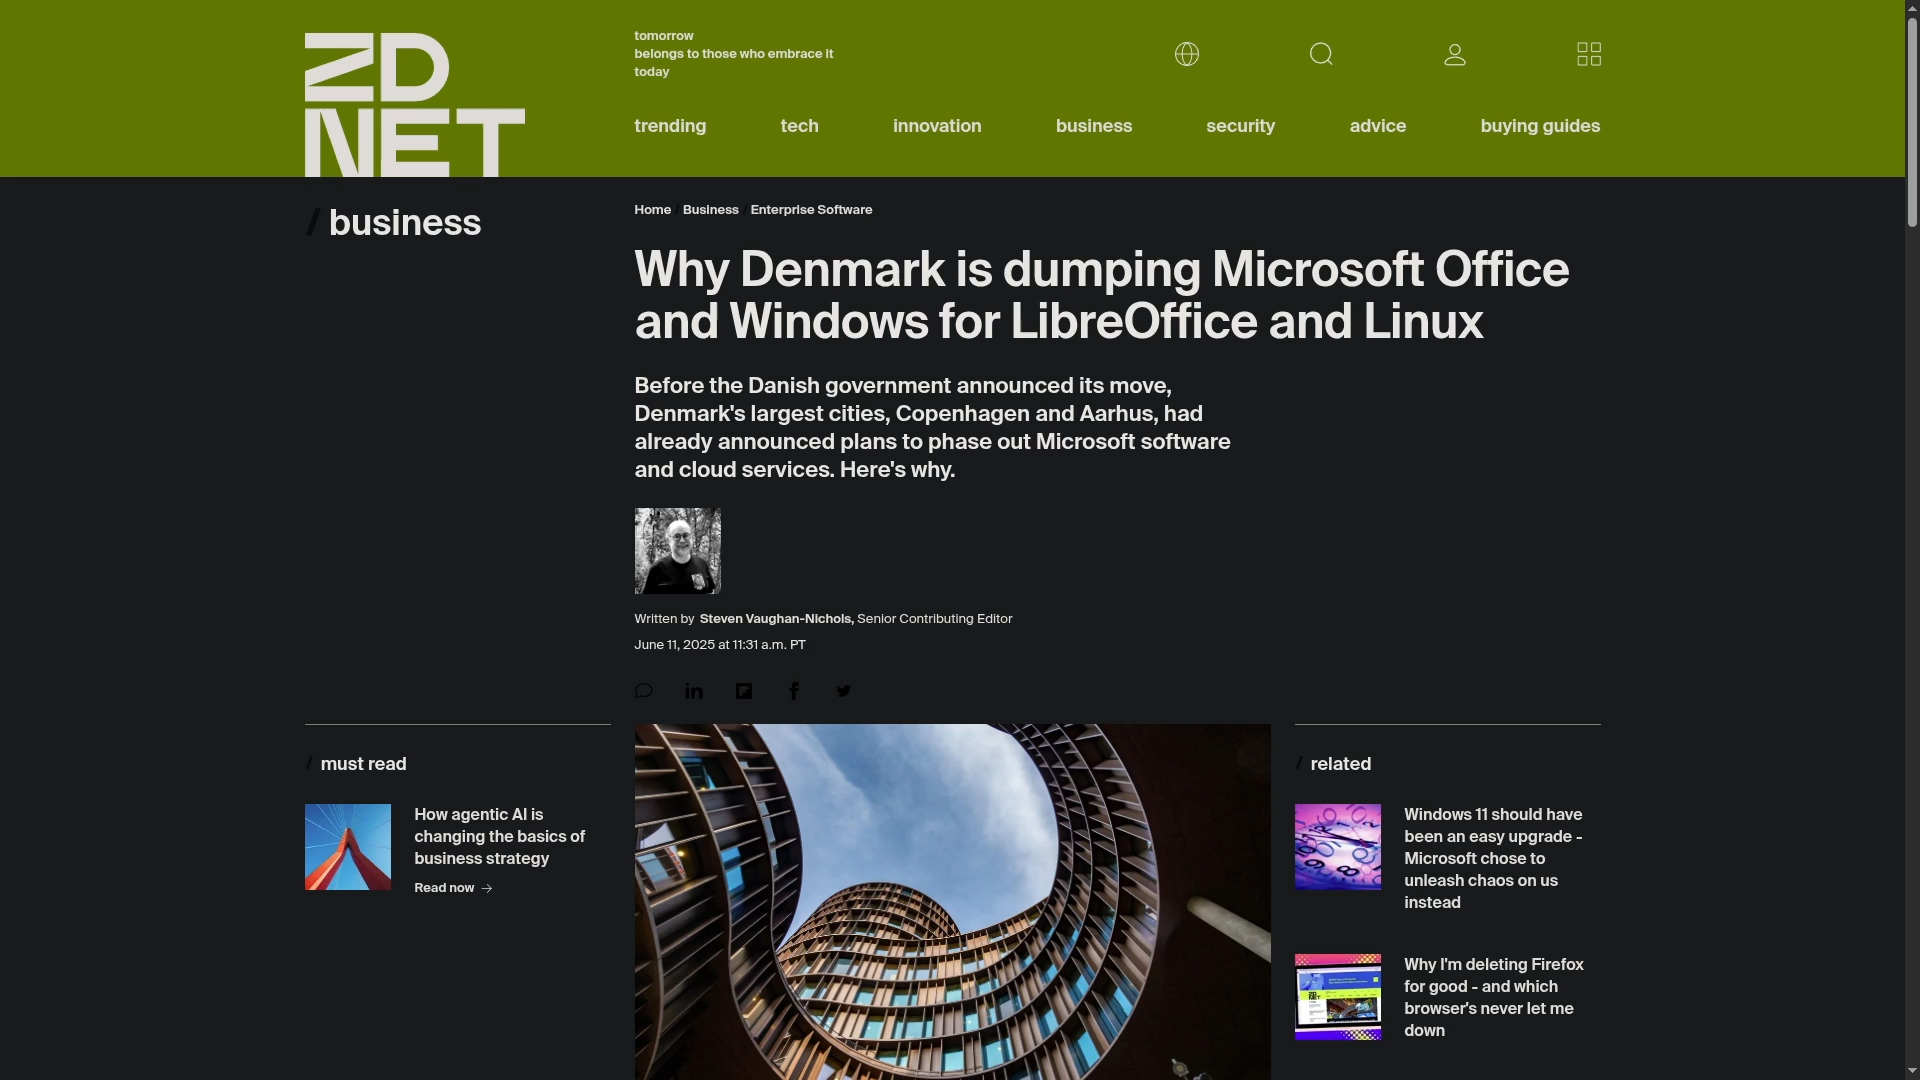 ZD
NET
tomorrow
belongs to those who embrace it
today
trending
tech
innovation
business
security
advice
buying guides
/ business
Home / Business / Enterprise Software
Why Denmark is dumping Microsoft Office
and Windows for LibreOffice and Linux
Before the Danish government announced its move,
Denmark's largest cities, Copenhagen and Aarhus, had
already announced plans to phase out Microsoft software
and cloud services. Here's why.
Written by Steven Vaughan-Nichols, Senior Contributing Editor
June 11, 2025 at 11:31 a.m. PT
/ must read
How agentic AI is
changing the basics of
business strategy
Read now →
/ related
Windows 11 should have
been an easy upgrade -
Microsoft chose to
unleash chaos on us
instead
Why I'm deleting Firefox
for good - and which
browser's never let me
down